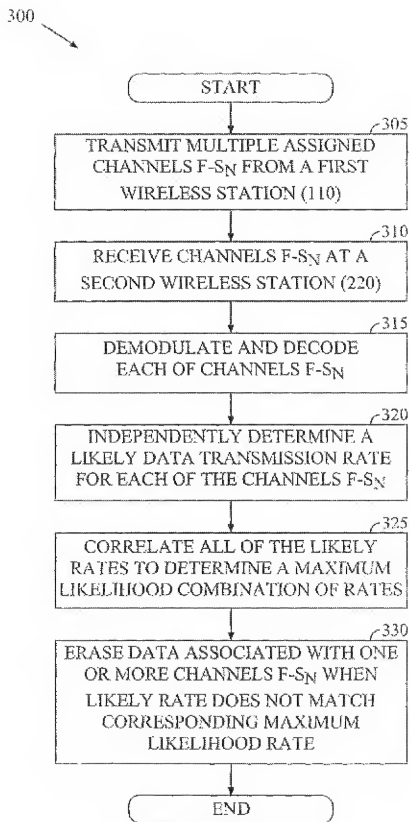 300
START
305
TRANSMIT MULTIPLE ASSIGNED
CHANNELS F-SN FROM A FIRST
WIRELESS STATION (110)
310
RECEIVE CHANNELS F-SN AT A
SECOND WIRELESS STATION (220)
315
DEMODULATE AND DECODE
EACH OF CHANNELS F-SN
320
INDEPENDENTLY DETERMINE A
LIKELY DATA TRANSMISSION RATE
FOR EACH OF THE CHANNELS F-SN
325
CORRELATE ALL OF THE LIKELY
RATES TO DETERMINE A MAXIMUM
LIKELIHOOD COMBINATION OF RATES
330
ERASE DATA ASSOCIATED WITH ONE
OR MORE CHANNELS F-SN WHEN
LIKELY RATE DOES NOT MATCH
CORRESPONDING MAXIMUM
LIKELIHOOD RATE
END